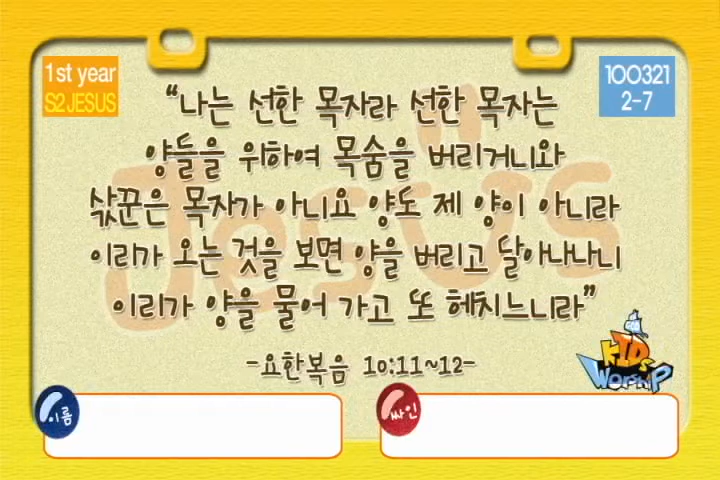 1st year
S2 JESUS
100321
2-7
“나는 선한 목자라 선한 목자는
양들을 위하여 목숨을 버리거니와
삯꾼은 목자가 아니요 양도 제 양이 아니라
이리가 오는 것을 보면 양을 버리고 달아나나니
이리가 양을 물어 가고 또 헤치느니라”
-요한복음 10:11~12-
Jesus
KIDS
WORSHIP
이름
싸인